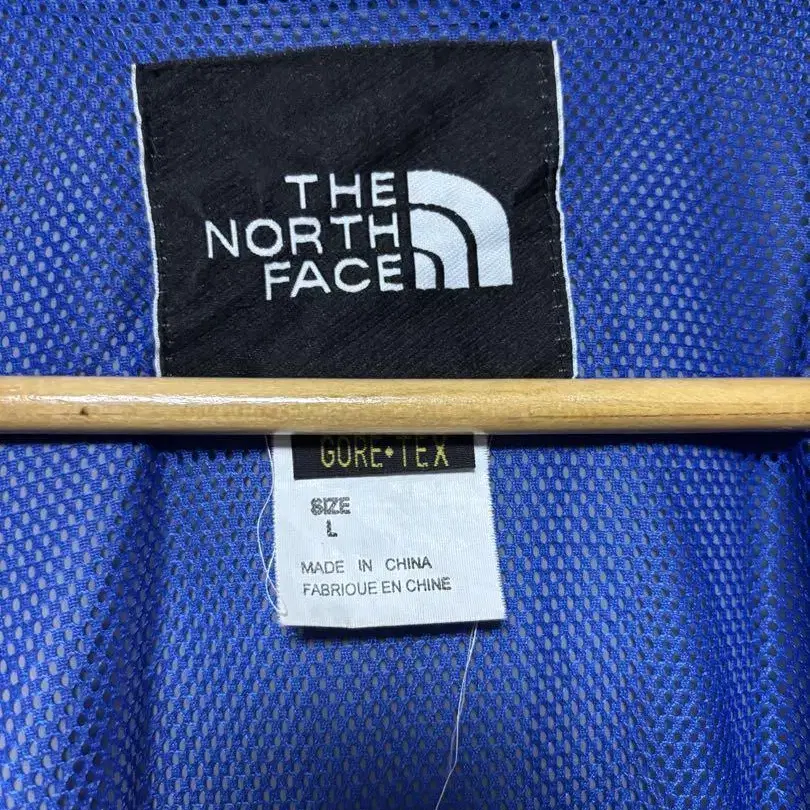 THE
NORTH
FACE
GORE•TEX
SIZE
L
MADE IN CHINA
FABRIQUE EN CHINE